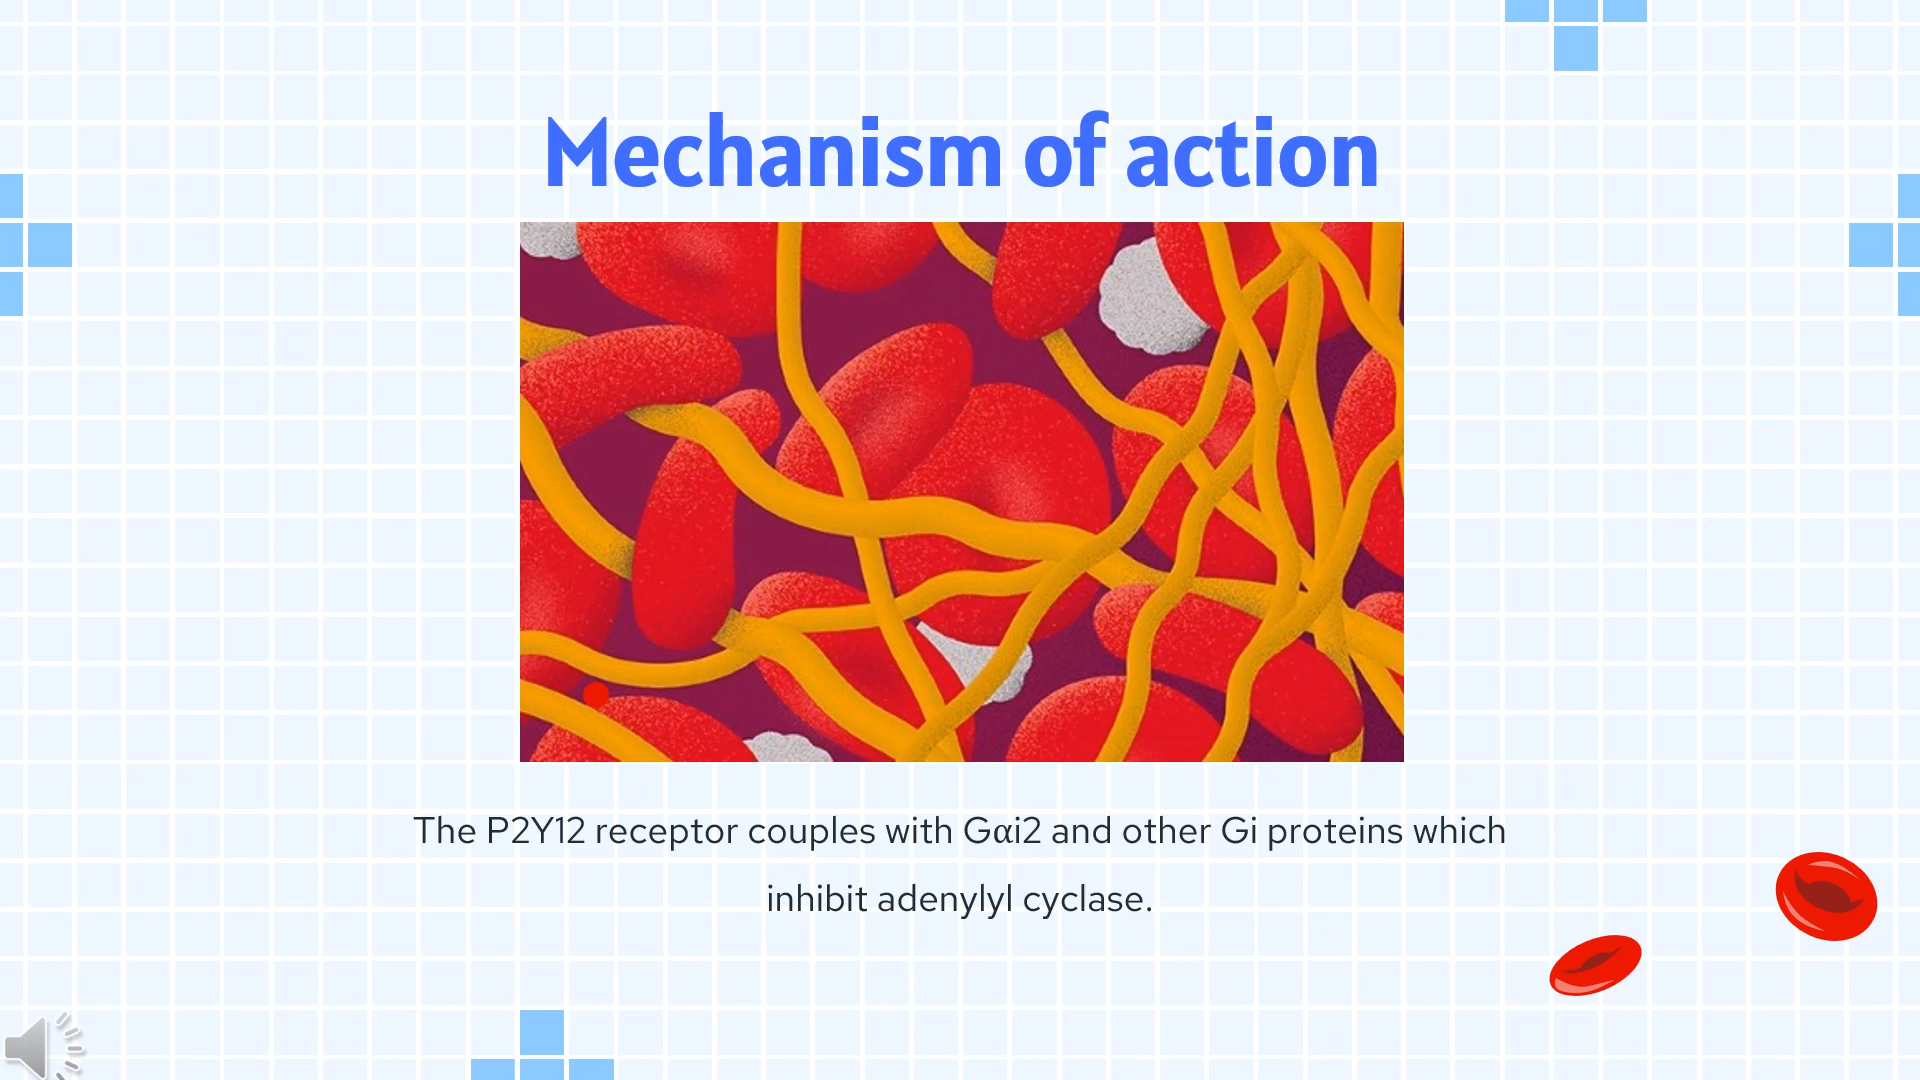 Mechanism of action
The P2Y12 receptor couples with Gαi2 and other Gi proteins which
inhibit adenylyl cyclase.